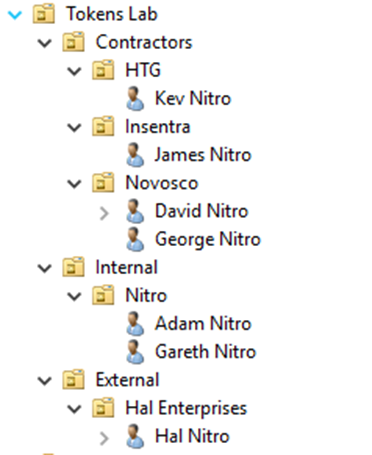 Tokens Lab
Contractors
HTG
Kev Nitro
Insentra
James Nitro
Novosco
David Nitro
George Nitro
Internal
Nitro
Adam Nitro
Gareth Nitro
External
Hal Enterprises
Hal Nitro